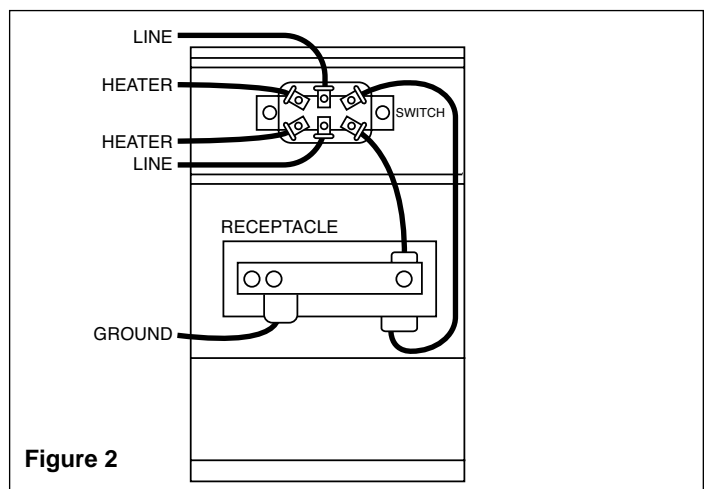 LINE
HEATER
SWITCH
HEATER
LINE
RECEPTACLE
GROUND
Figure 2